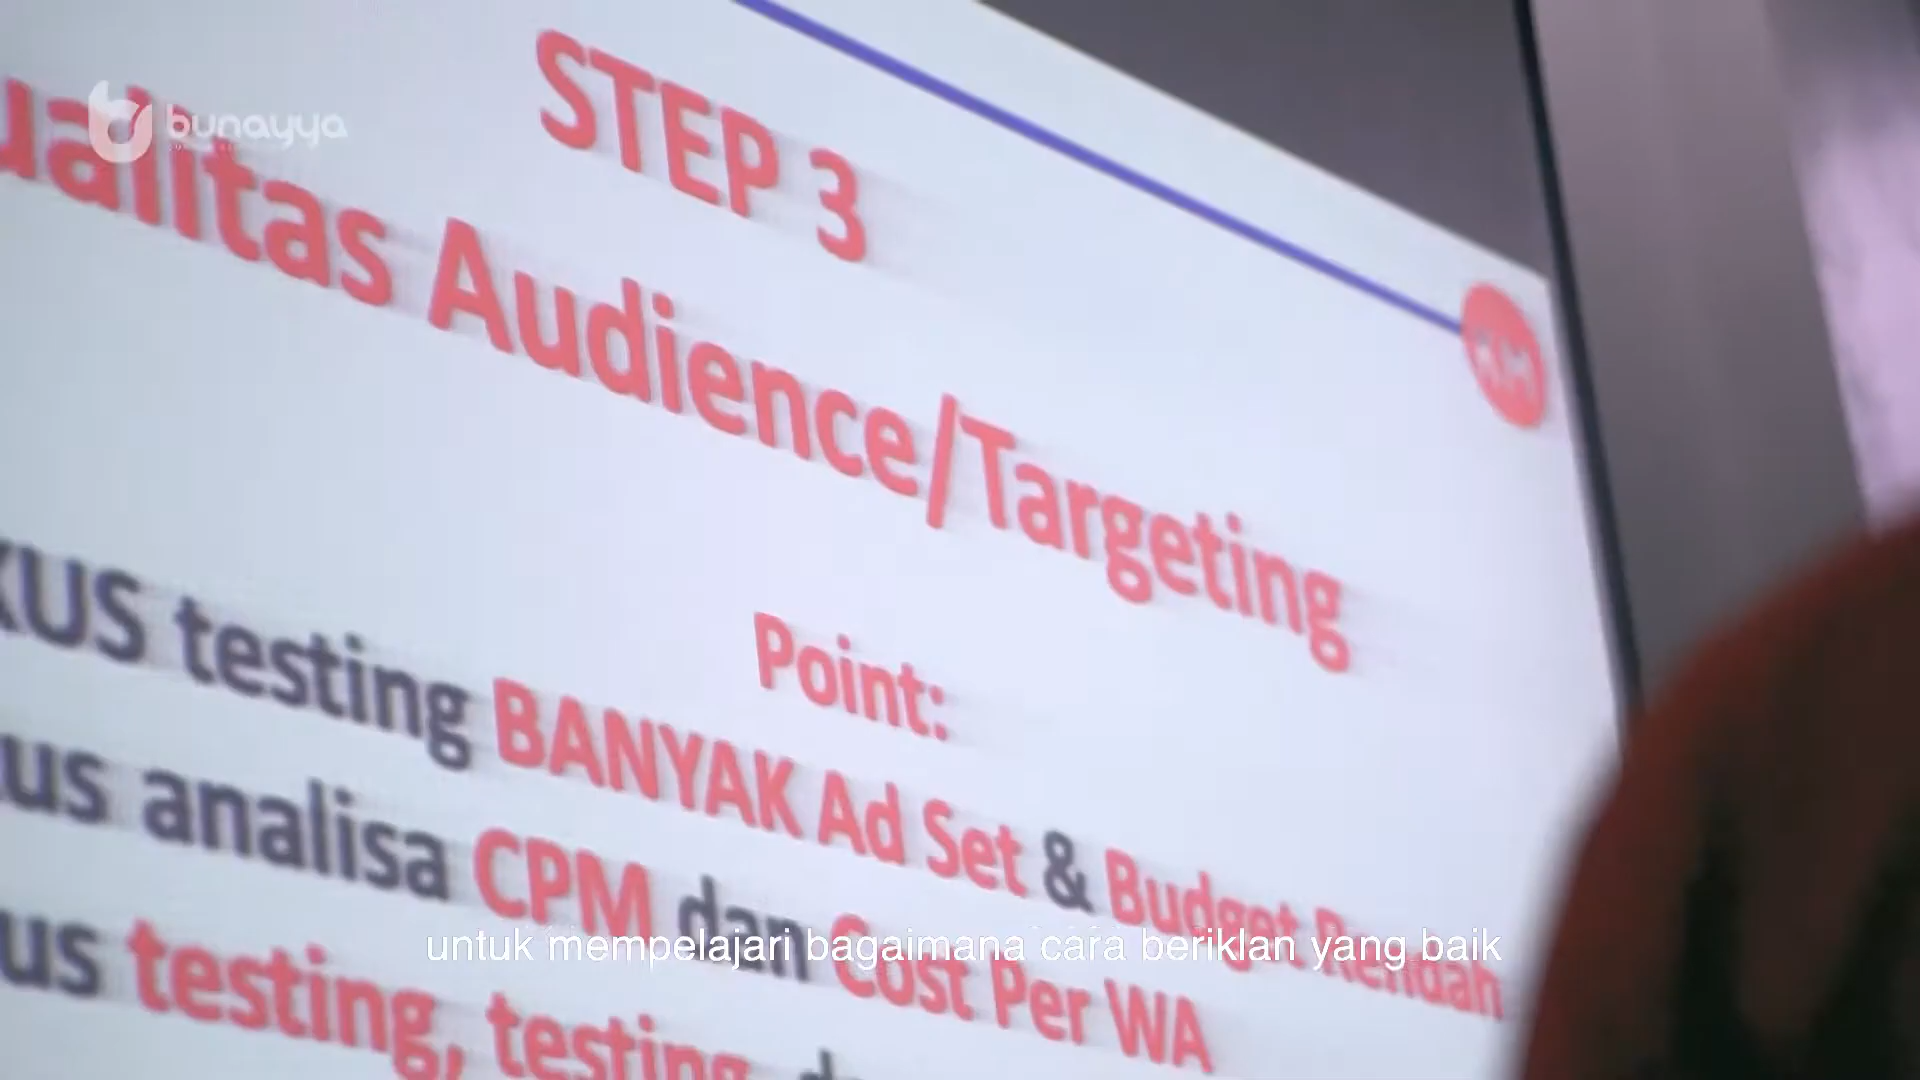 bunayya
STEP 3
ualitas Audience/Targeting
Point:
KUS testing BANYAK Ad Set & Budget Rendah
us analisa CPM dan Cost Per WA
us testing, testing
untuk mempelajari bagaimana cara beriklan yang baik